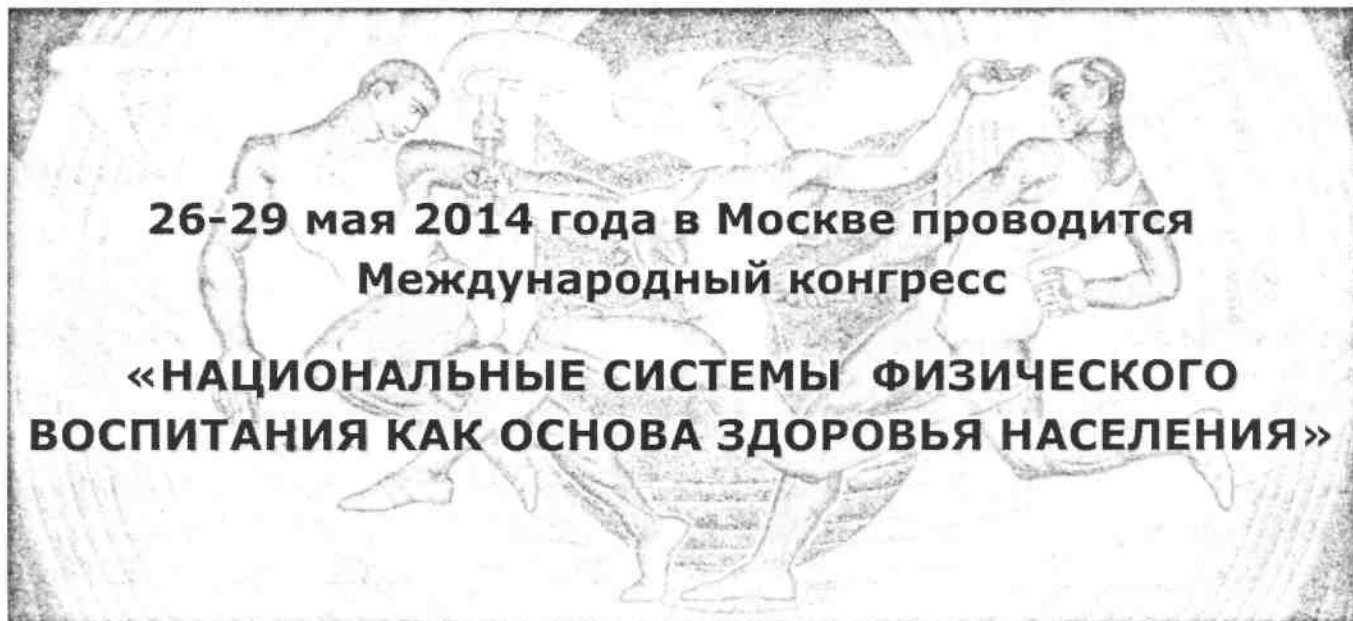 26-29 мая 2014 года в Москве проводится
Международный конгресс
«НАЦИОНАЛЬНЫЕ СИСТЕМЫ ФИЗИЧЕСКОГО
ВОСПИТАНИЯ КАК ОСНОВА ЗДОРОВЬЯ НАСЕЛЕНИЯ»